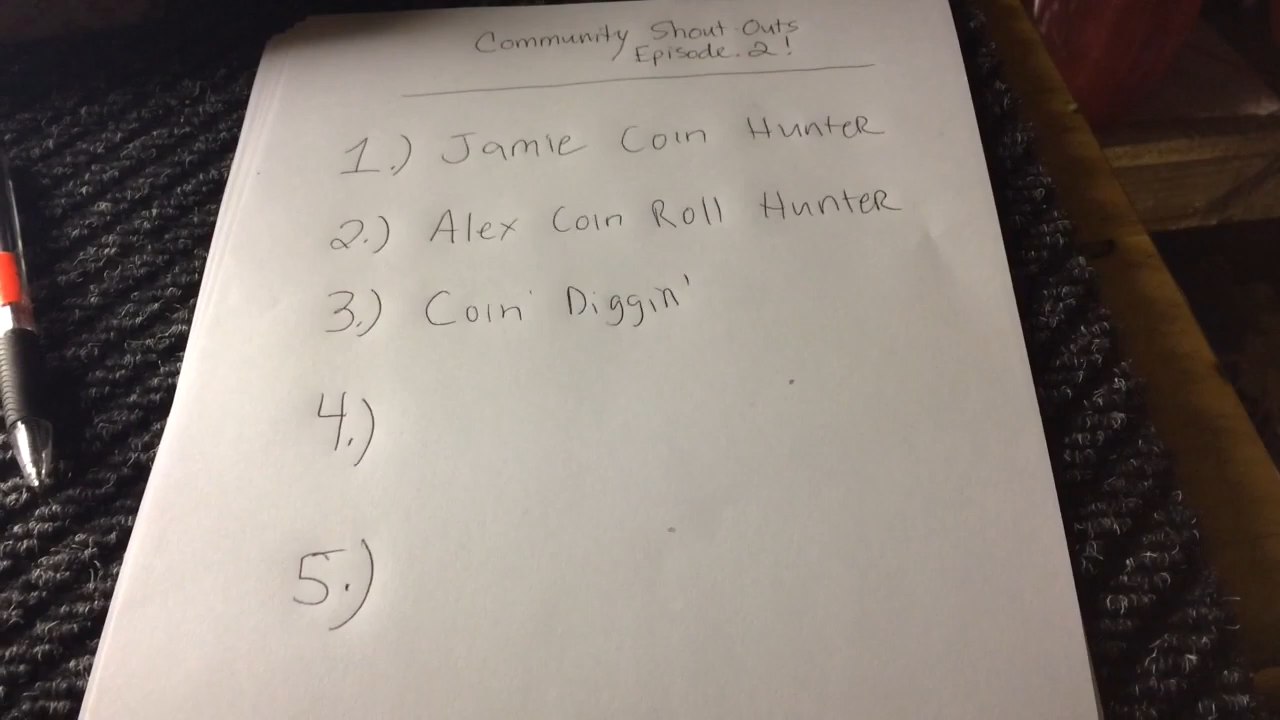 Community Shout Outs
Episode. 2!
1.) Jamie Coin Hunter
2.) Alex Coin Roll Hunter
3.) Coin Diggin'
4.)
5.)